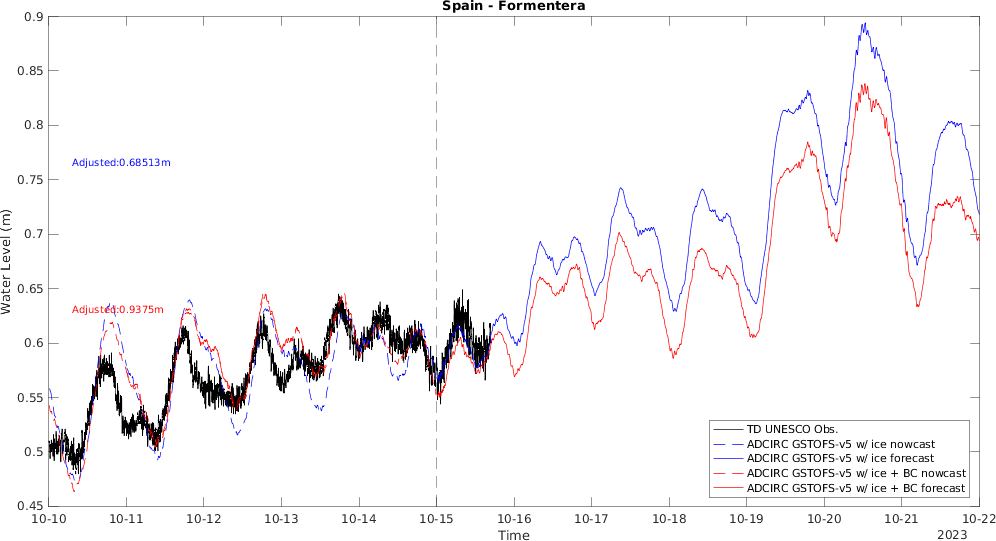 Spain - Formentera
0.9
0.85
0.8
0.75
0.7
0.65
0.6
0.55
0.5
0.45
Water Level (m)
Adjusted:0.68513m
Adjusted:0.9375m
TD UNESCO Obs.
ADCIRC GSTOFS-v5 w/ ice nowcast
ADCIRC GSTOFS-v5 w/ ice forecast
ADCIRC GSTOFS-v5 w/ ice + BC nowcast
ADCIRC GSTOFS-v5 w/ ice + BC forecast
10-10 10-11 10-12 10-13 10-14 10-15 10-16 10-17 10-18 10-19 10-20 10-21 10-22
Time
2023